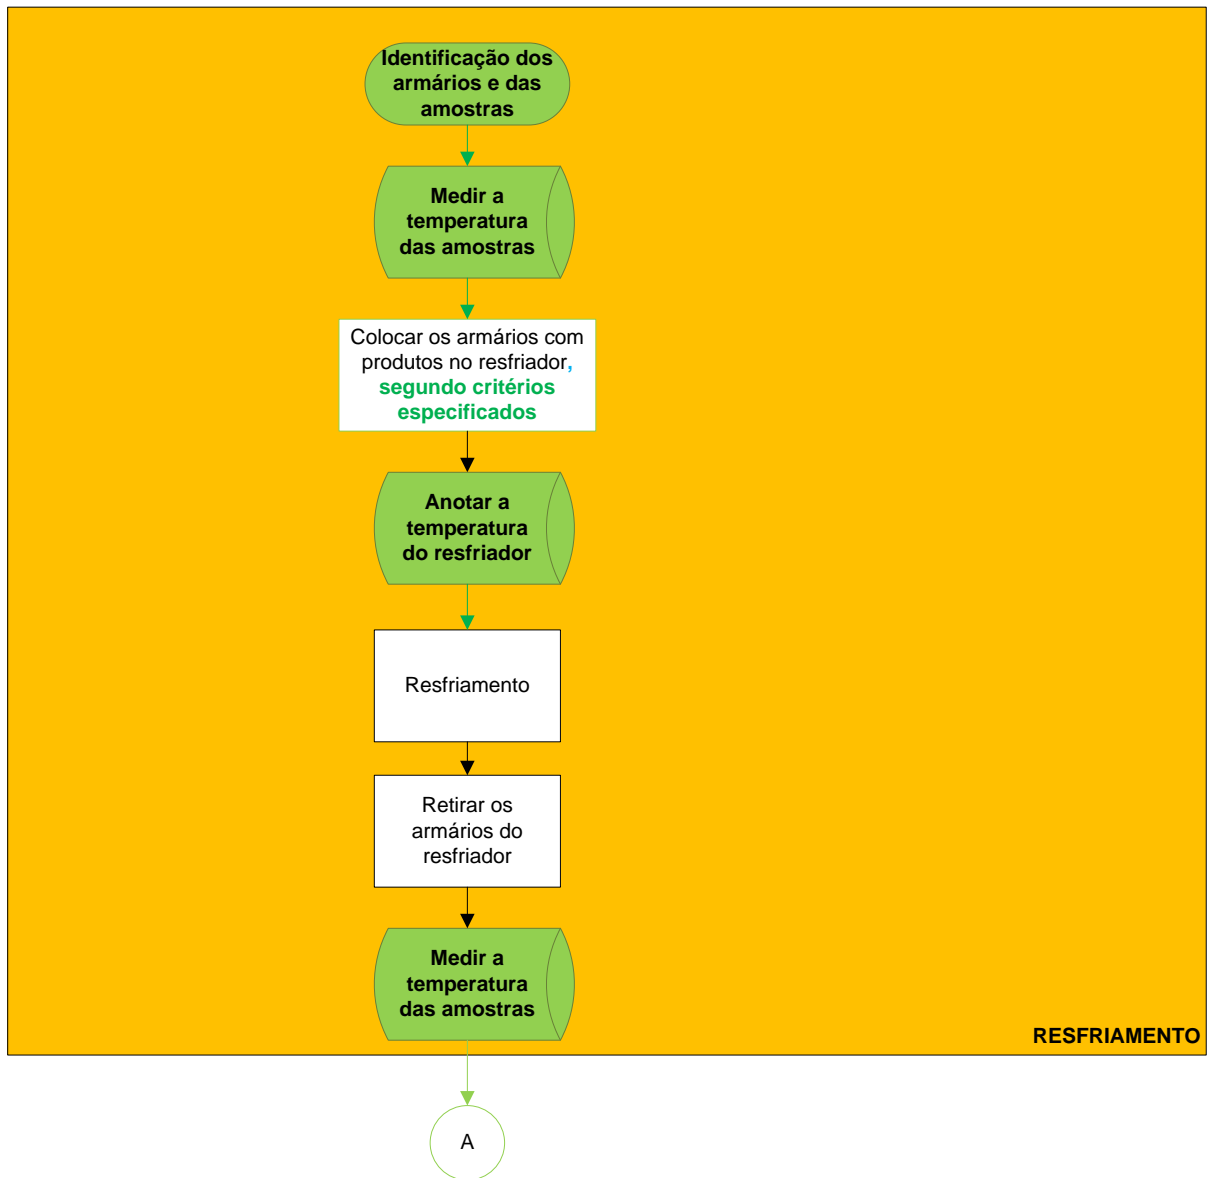 Identificação dos
armários e das
amostras
Medir a
temperatura
das amostras
Colocar os armários com
produtos no resfriador,
segundo critérios
especificados
Anotar a
temperatura
do resfriador
Resfriamento
Retirar os
armários do
resfriador
Medir a
temperatura
das amostras
RESFRIAMENTO
A